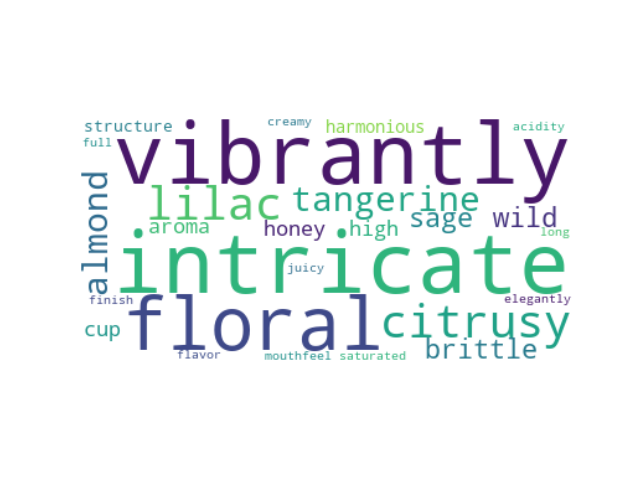 structure
creamy
harmonious
acidity
full
vibrantly
almond
lilac
tangerine
sage
wild
aroma
honey
high
long
intricate
juicy
finish
elegantly
floral
citrusy
cup
brittle
flavor
mouthfeel
saturated